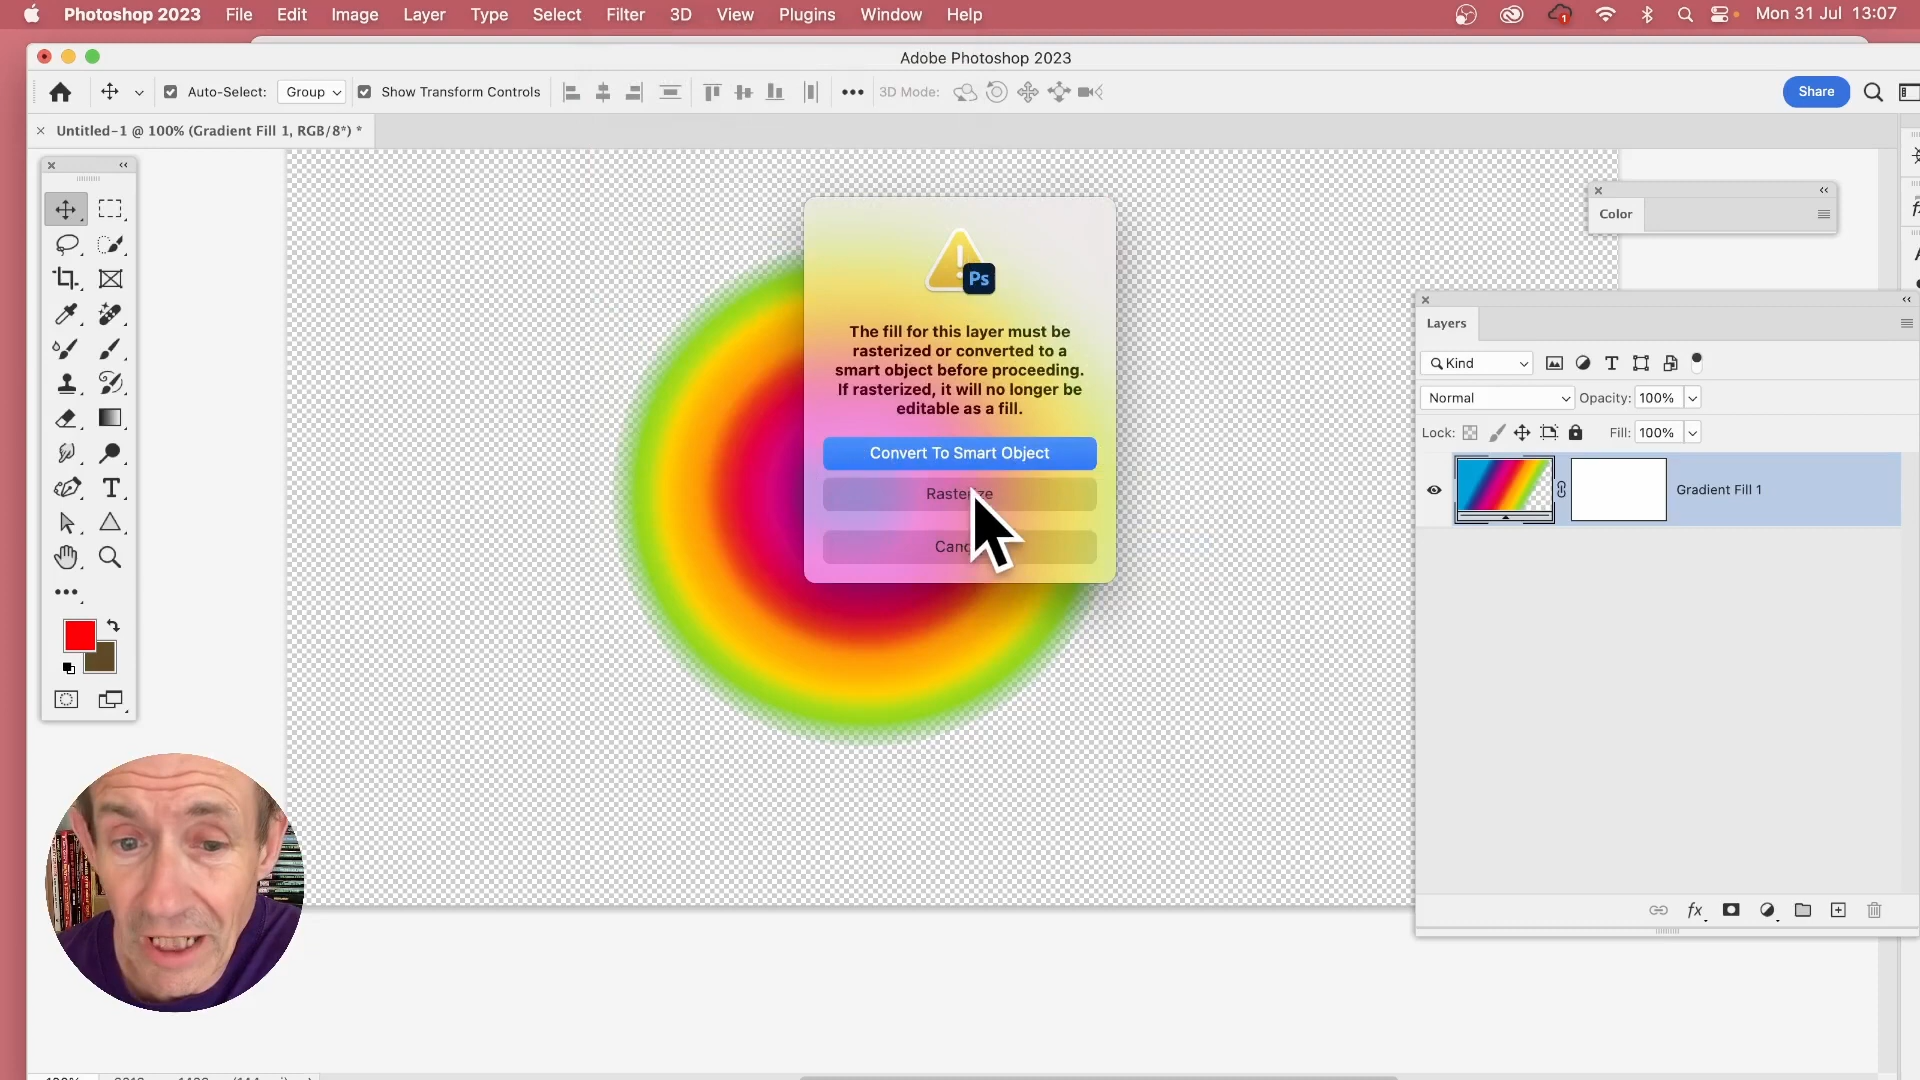 Photoshop 2023 File Edit Image Layer Type Select Filter 3D View Plugins Window Help
1
Mon 31 Jul 13:07
Adobe Photoshop 2023
Auto-Select: Group Show Transform Controls
3D Mode:
Share
Untitled-1 @ 100% (Gradient Fill 1, RGB/8*) *
Color
Ps
The fill for this layer must be
rasterized or converted to a
smart object before proceeding.
If rasterized, it will no longer be
editable as a fill.
Convert To Smart Object
Layers
Kind
Normal Opacity: 100%
Lock: Fill: 100%
Gradient Fill 1
fx